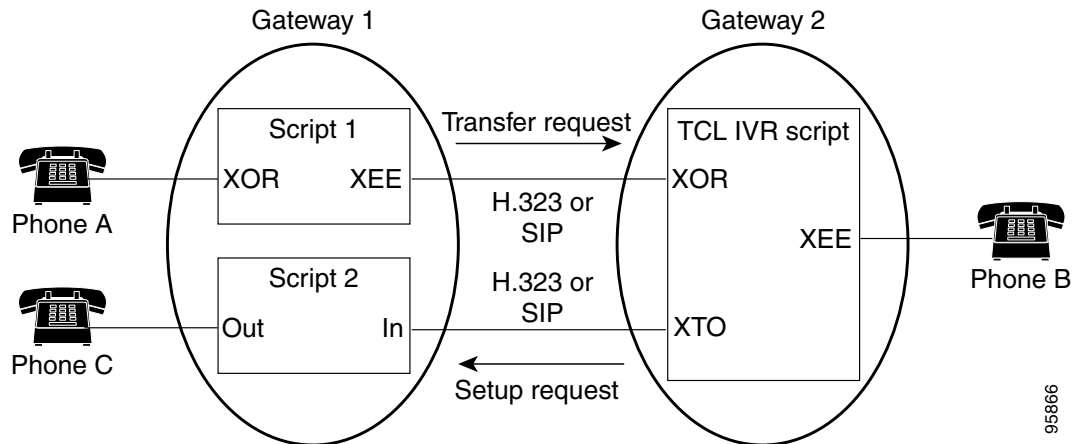 Gateway 1
Gateway 2
Script 1
XOR
XEE
Transfer request
TCL IVR script
XOR
Phone A
H.323 or
SIP
XEE
Phone B
Script 2
Out
In
H.323 or
SIP
XTO
Phone C
Setup request
95866